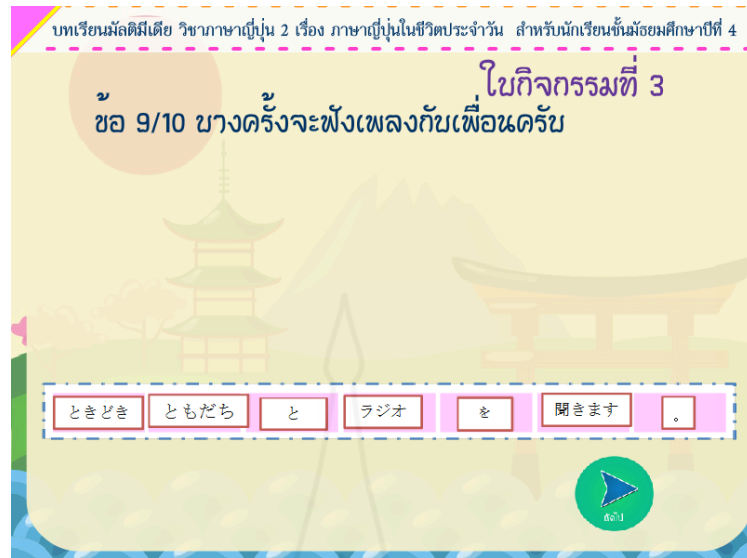 บทเรียนมัลติมีเดีย วิชาภาษาญี่ปุ่น 2 เรื่อง ภาษาญี่ปุ่นในชีวิตประจำวัน สำหรับนักเรียนชั้นมัธยมศึกษาปีที่ 4
ใบกิจกรรมที่ 3
ข้อ 9/10 บางครั้งจะฟังเพลงกับเพื่อนครับ
ときどき ともだち と ラジオ を 聞きます 。
ถัดไป